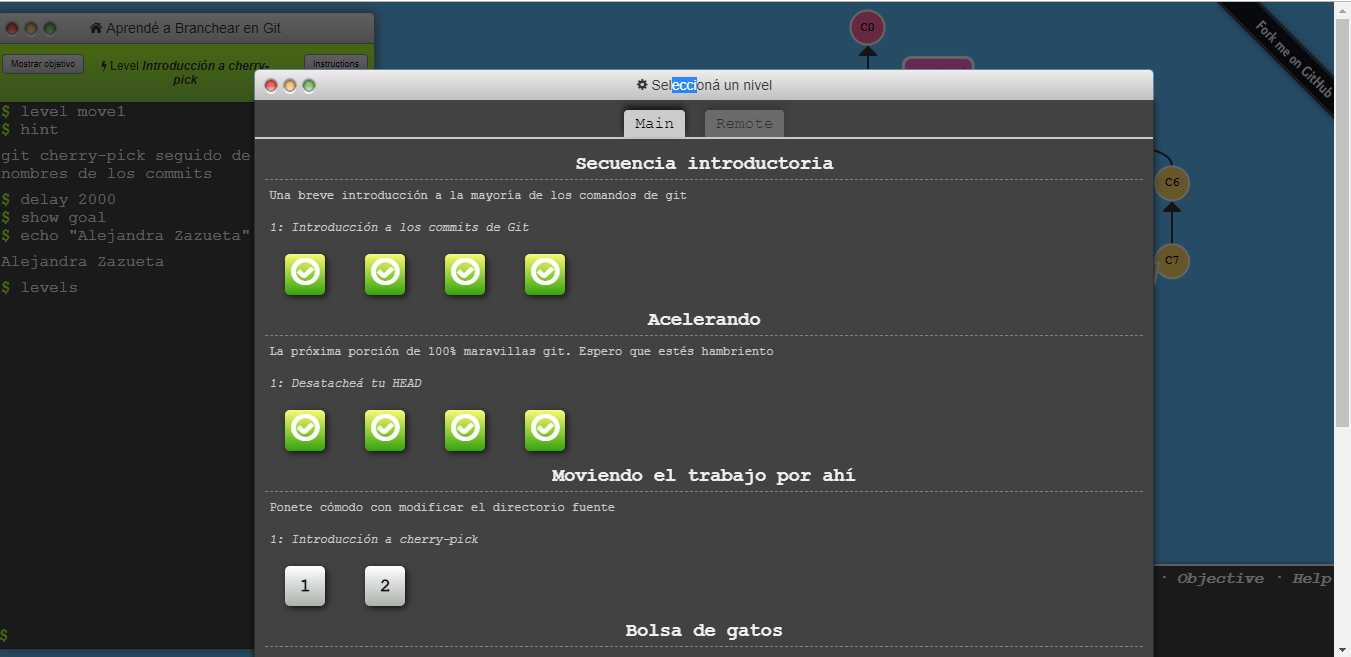 Aprendé a Branchear en Git
Mostrar objetivo
Level Introducción a cherry-
pick
Instructions
$ level move1
$ hint
git cherry-pick seguido de
nombres de los commits
$ delay 2000
$ show goal
$ echo "Alejandra Zazueta"
Alejandra Zazueta
$ levels
$
C0
Fork me on GitHub
C6
C7
Seleccioná un nivel
Main
Remote
Secuencia introductoria
Una breve introducción a la mayoría de los comandos de git
1: Introducción a los commits de Git
Acelerando
La próxima porción de 100% maravillas git. Espero que estés hambriento
1: Desatacheá tu HEAD
Moviendo el trabajo por ahí
Ponete cómodo con modificar el directorio fuente
1: Introducción a cherry-pick
1 2
Bolsa de gatos
· Objective · Help